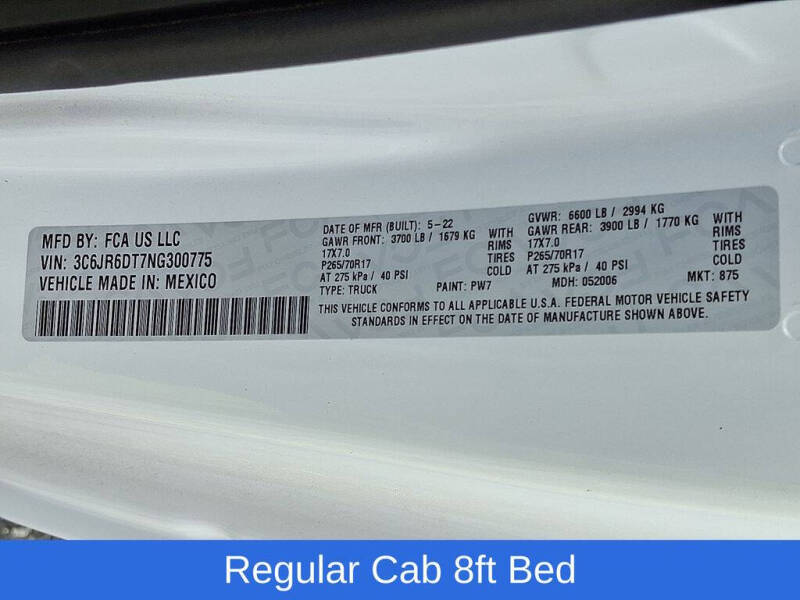 MFD BY: FCA US LLC
VIN: 3C6JR6DT7NG300775
VEHICLE MADE IN: MEXICO
DATE OF MFR (BUILT): 5-22
GAWR FRONT: 3700 LB / 1679 KG WITH
17X7.0 RIMS
P265/70R17 TIRES
AT 275 kPa / 40 PSI COLD
TYPE: TRUCK PAINT: PW7
GVWR: 6600 LB / 2994 KG
GAWR REAR: 3900 LB / 1770 KG WITH
17X7.0 RIMS
P265/70R17 TIRES
AT 275 kPa / 40 PSI COLD
MDH: 052006 MKT: 875
THIS VEHICLE CONFORMS TO ALL APPLICABLE U.S.A. FEDERAL MOTOR VEHICLE SAFETY
STANDARDS IN EFFECT ON THE DATE OF MANUFACTURE SHOWN ABOVE.
Regular Cab 8ft Bed